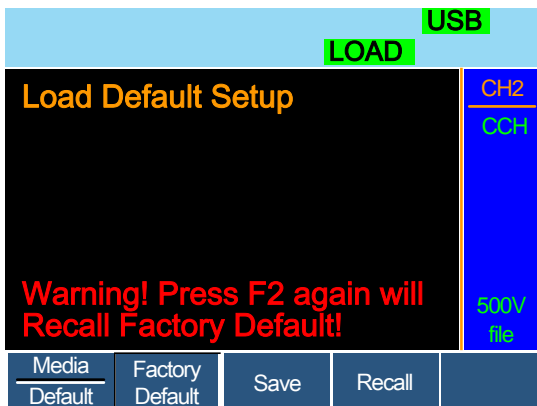 USB
LOAD
Load Default Setup
CH2
CCH
Warning! Press F2 again will
Recall Factory Default!
500V
file
Media
Default
Factory
Default
Save
Recall